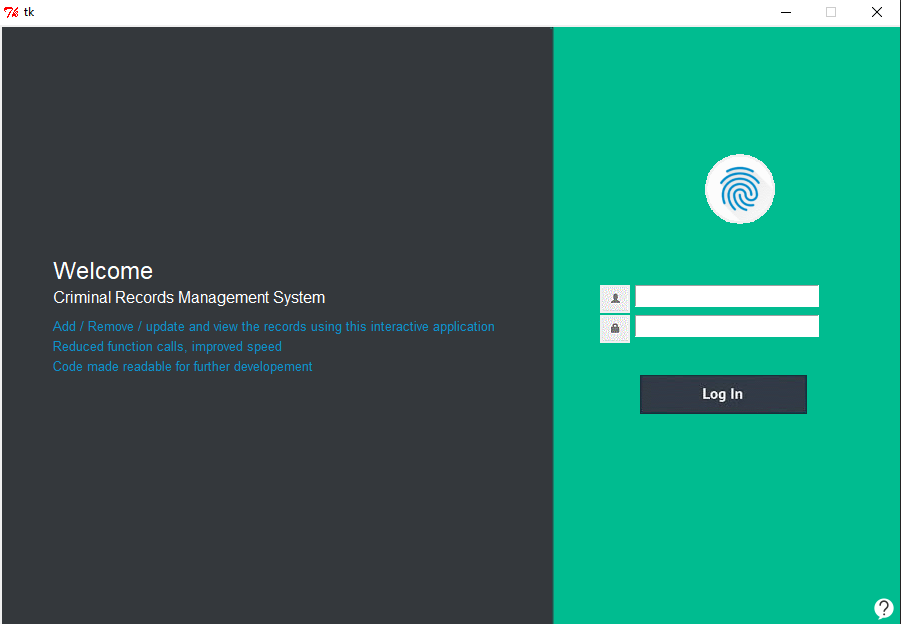 tk
Welcome
Criminal Records Management System
Add / Remove / update and view the records using this interactive application
Reduced function calls, improved speed
Code made readable for further developement
Log In
?